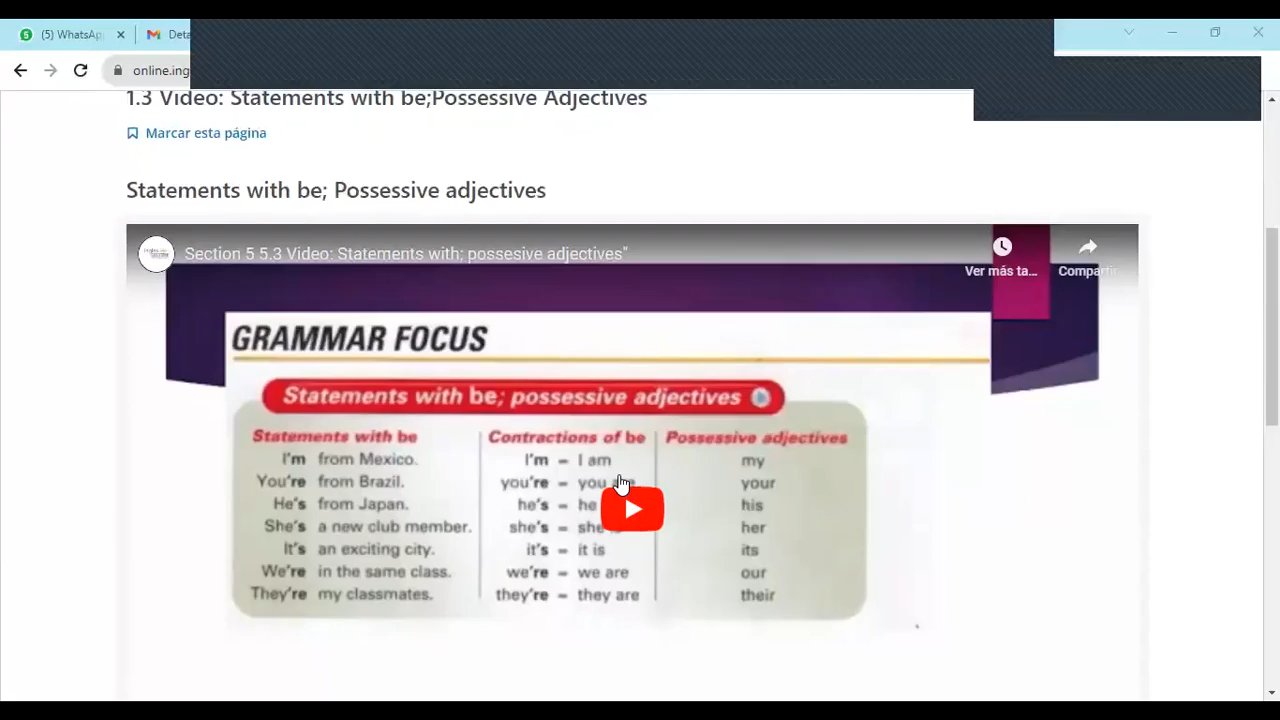 (5) WhatsAp
Deta
online.ing
1.3 Video: Statements with be;Possessive Adjectives
Marcar esta página
Statements with be; Possessive adjectives
Section 5 5.3 Video: Statements with; possesive adjectives"
Ver más ta...
Compartir
GRAMMAR FOCUS
Statements with be; possessive adjectives
Statements with be Contractions of be Possessive adjectives
I'm from Mexico. I'm = I am my
You're from Brazil. you're = you are your
He's from Japan. he's = he his
She's a new club member. she's = she is her
It's an exciting city. it's = it is its
We're in the same class. we're = we are our
They're my classmates. they're = they are their